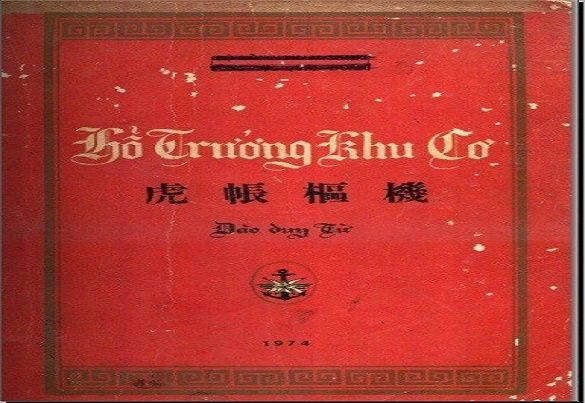 Hổ Trướng Khu Cơ
虎帳樞機
Đào duy Từ
1974